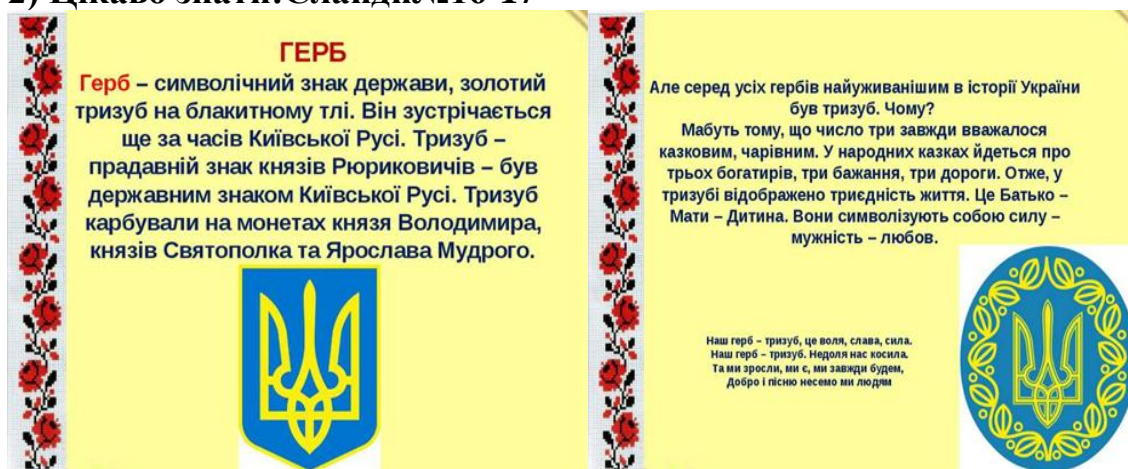 2) Цікаво знати!Слайди№16-17
ГЕРБ
Герб – символічний знак держави, золотий
тризуб на блакитному тлі. Він зустрічається
ще за часів Київської Русі. Тризуб –
прадавній знак князів Рюриковичів – був
державним знаком Київської Русі. Тризуб
карбували на монетах князя Володимира,
князів Святополка та Ярослава Мудрого.
Але серед усіх гербів найуживанішим в історії України
був тризуб. Чому?
Мабуть тому, що число три завжди вважалося
казковим, чарівним. У народних казках йдеться про
трьох богатирів, три бажання, три дороги. Отже, у
тризубі відображено триєдність життя. Це Батько –
Мати – Дитина. Вони символізують собою силу –
мужність – любов.
Наш герб – тризуб, це воля, слава, сила.
Наш герб – тризуб. Недоля нас косила.
Та ми зросли, ми є, ми завжди будем,
Добро і пісню несемо ми людям